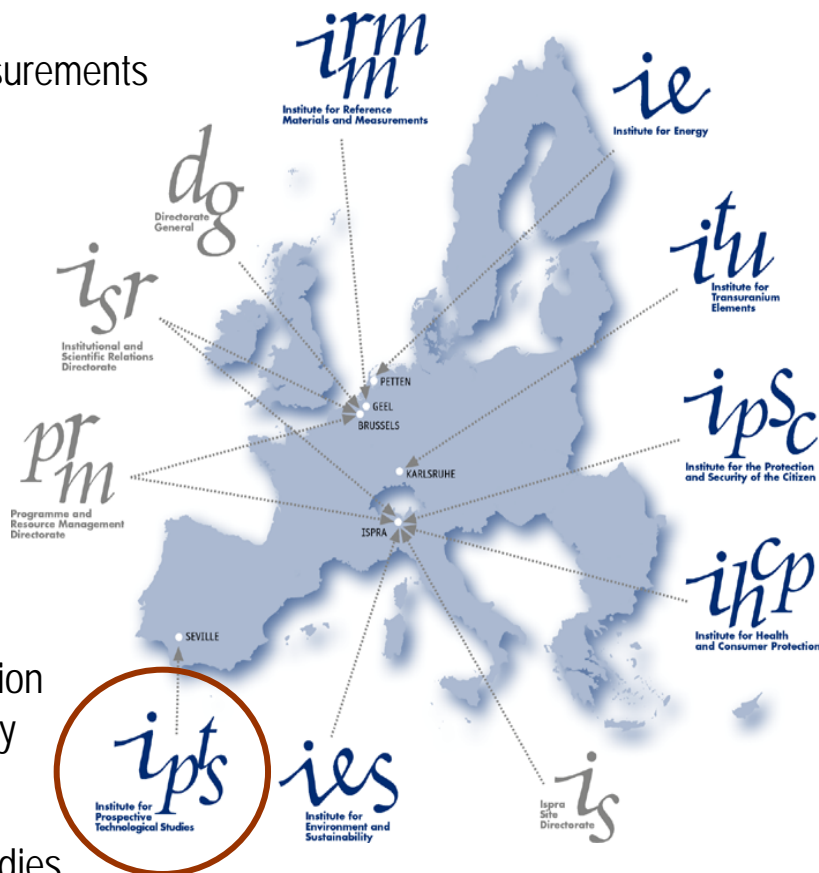 surements
irmm
Institute for Reference
Materials and Measurements
ie
Institute for Energy
dg
Directorate
General
isr
Institutional and
Scientific Relations
Directorate
itu
Institute for
Transuranium
Elements
PETTEN
GEEL
BRUSSELS
prm
Programme and
Resource Management
Directorate
KARLSRUHE
ipsc
Institute for the Protection
and Security of the Citizen
ISPRA
ihcp
Institute for Health
and Consumer Protection
SEVILLE
ion
y
ipts
Institute for
Prospective
Technological Studies
ies
Institute for
Environment and
Sustainability
is
Ispra
Site
Directorate
dies